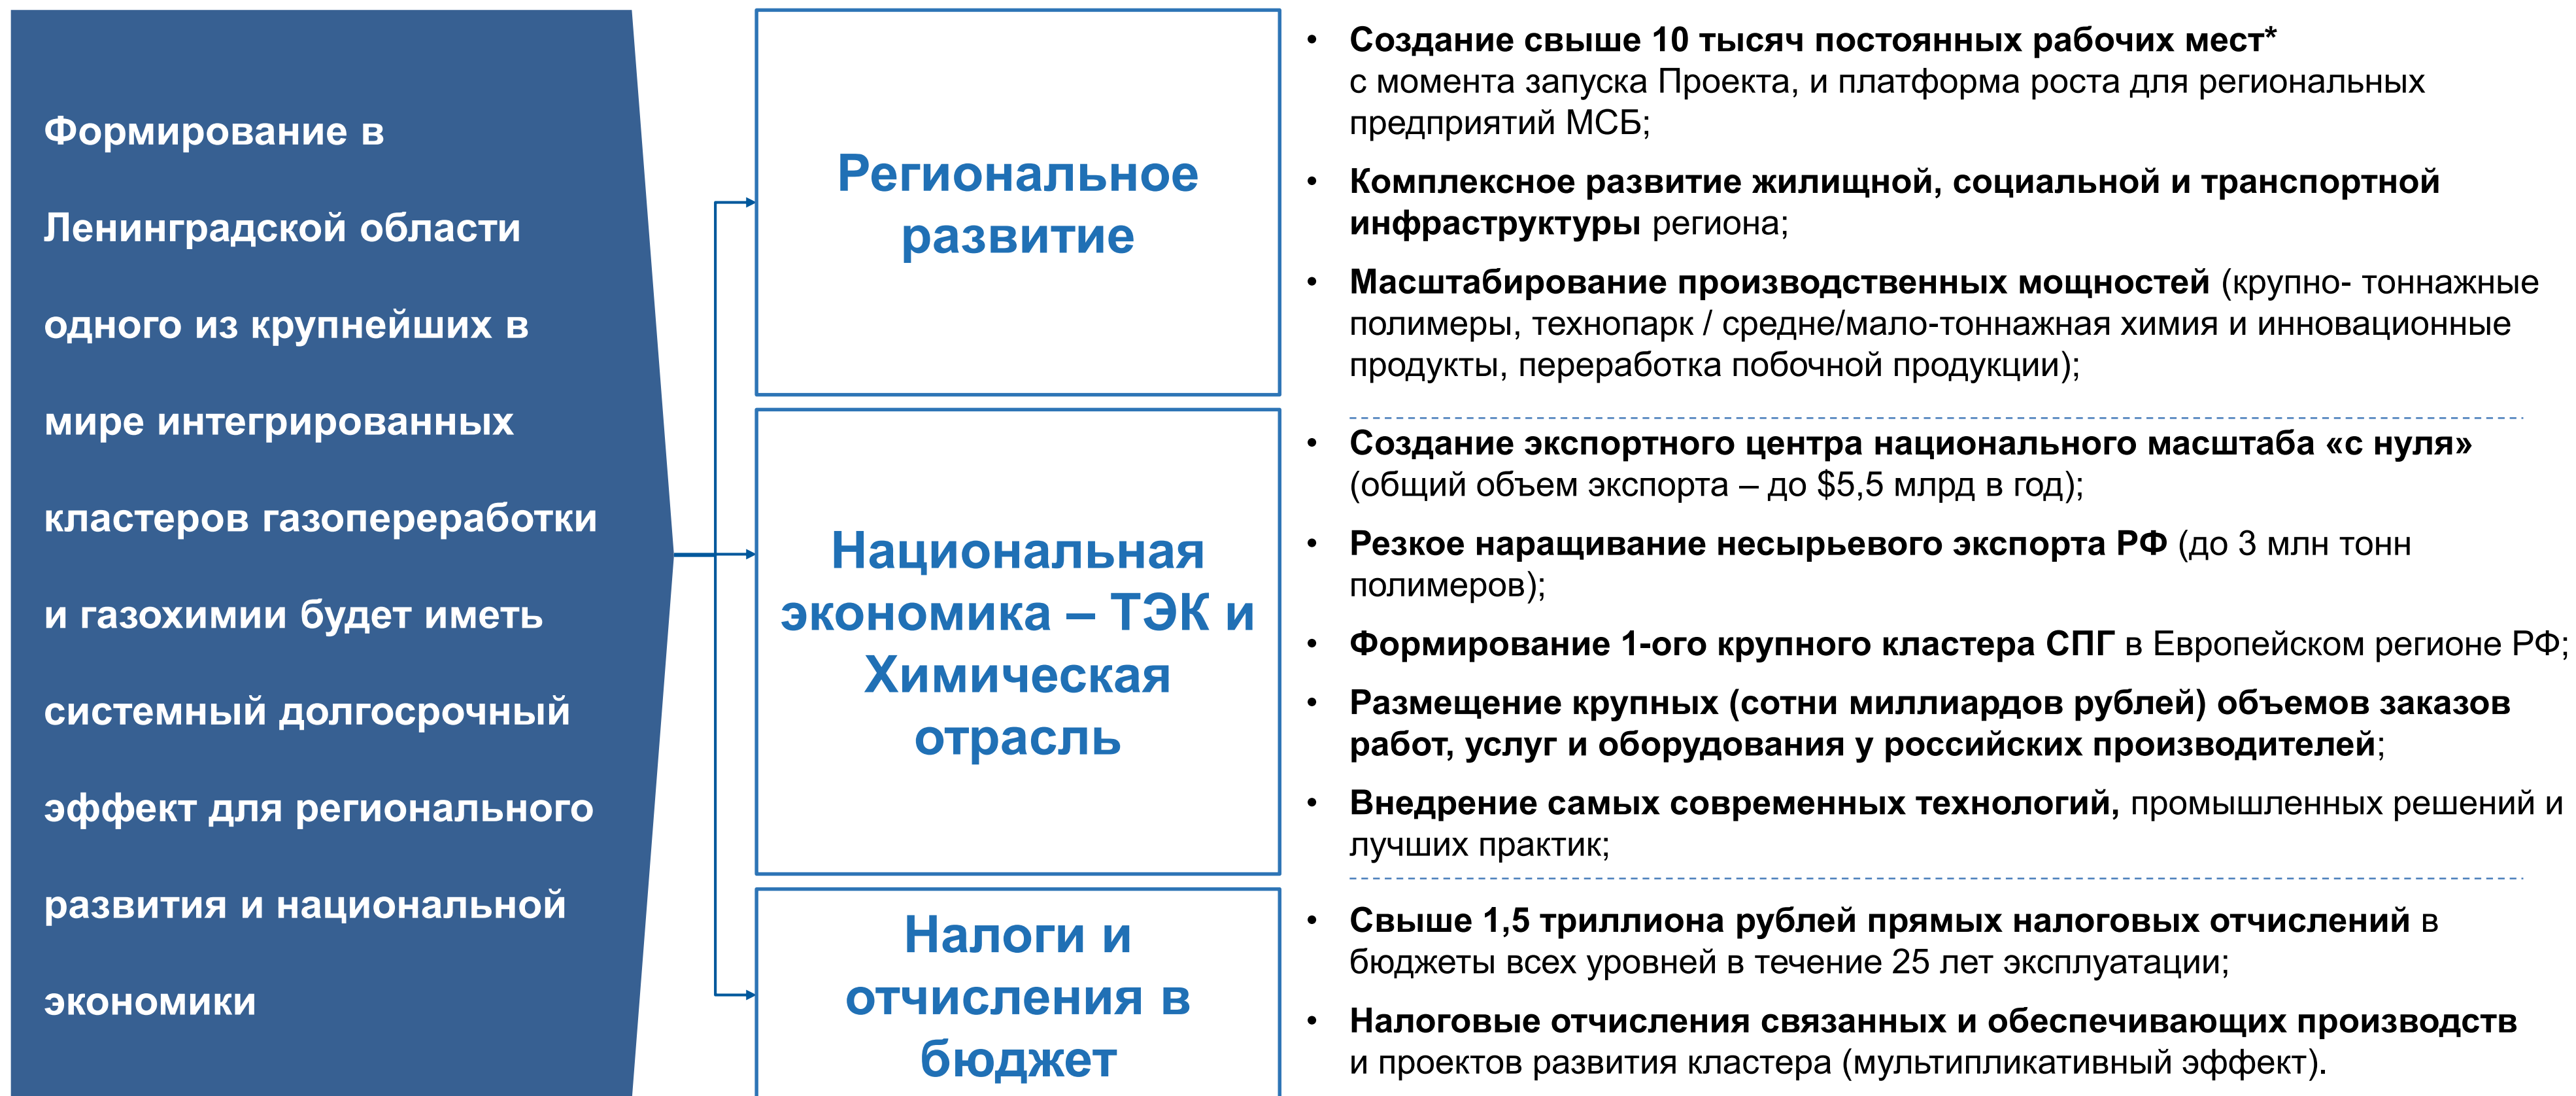 Формирование в
Ленинградской области
одного из крупнейших в
мире интегрированных
кластеров газопереработки
и газохимии будет иметь
системный долгосрочный
эффект для регионального
развития и национальной
экономики
Региональное
развитие
• Создание свыше 10 тысяч постоянных рабочих мест*
с момента запуска Проекта, и платформа роста для региональных
предприятий МСБ;
• Комплексное развитие жилищной, социальной и транспортной
инфраструктуры региона;
• Масштабирование производственных мощностей (крупно- тоннажные
полимеры, технопарк / средне/мало-тоннажная химия и инновационные
продукты, переработка побочной продукции);
Национальная
экономика – ТЭК и
Химическая
отрасль
• Создание экспортного центра национального масштаба «с нуля»
(общий объем экспорта – до $5,5 млрд в год);
• Резкое наращивание несырьевого экспорта РФ (до 3 млн тонн
полимеров);
• Формирование 1-ого крупного кластера СПГ в Европейском регионе РФ;
• Размещение крупных (сотни миллиардов рублей) объемов заказов
работ, услуг и оборудования у российских производителей;
• Внедрение самых современных технологий, промышленных решений и
лучших практик;
Налоги и
отчисления в
бюджет
• Свыше 1,5 триллиона рублей прямых налоговых отчислений в
бюджеты всех уровней в течение 25 лет эксплуатации;
• Налоговые отчисления связанных и обеспечивающих производств
и проектов развития кластера (мультипликативный эффект).